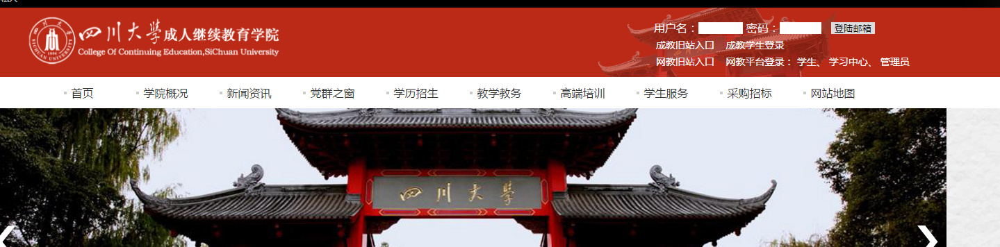 四川大学成人继续教育学院
College Of Continuing Education,SiChuan University
SICHUAN UNIVERSITY
1896
用户名： 密码： 登陆邮箱
成教旧站入口 成教学生登录
网教旧站入口 网教平台登录： 学生、 学习中心、 管理员
首页 学院概况 新闻资讯 党群之窗 学历招生 教学教务 高端培训 学生服务 采购招标 网站地图
四川大學